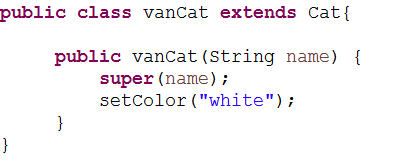 public class vanCat extends Cat{
public vanCat(String name) {
super(name);
setColor("white");
}
}